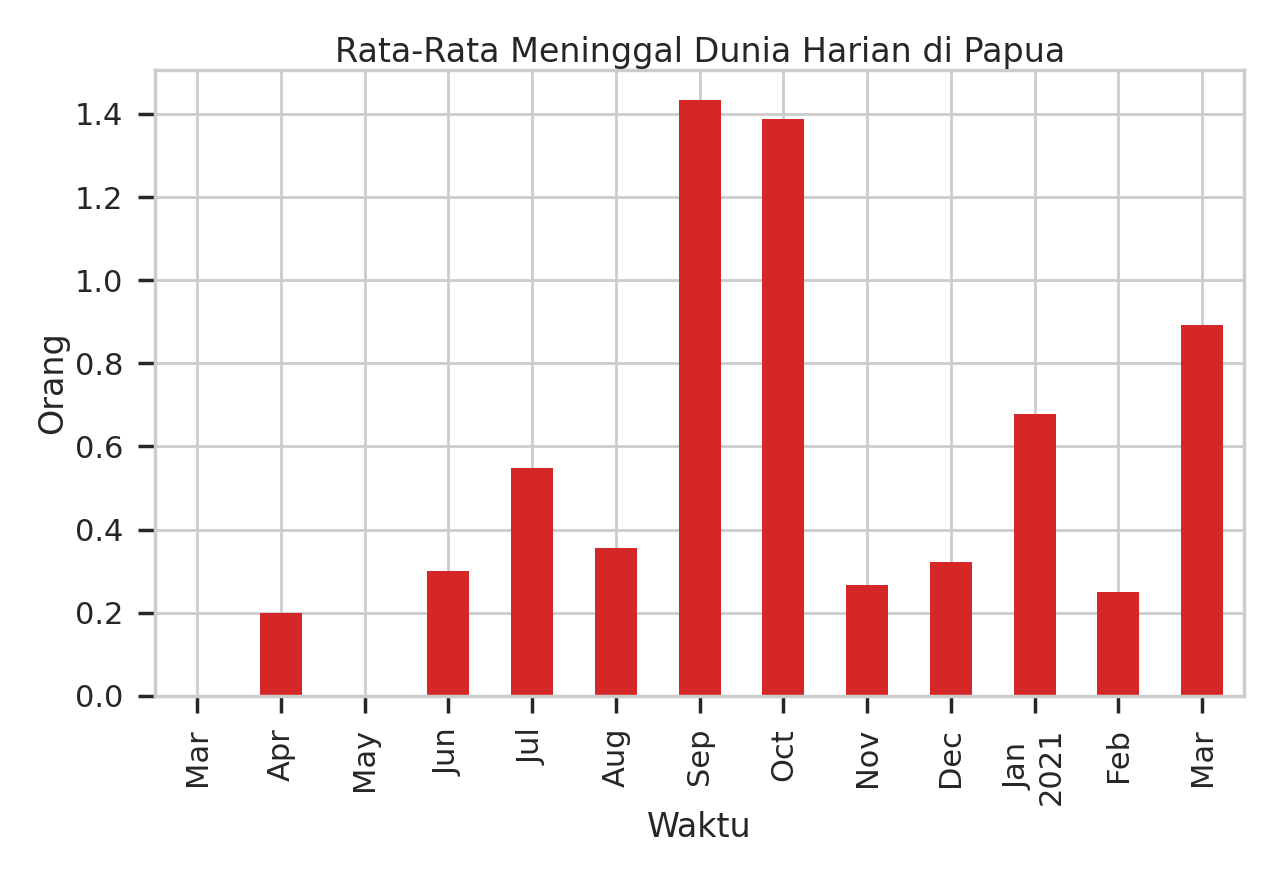 Rata-Rata Meninggal Dunia Harian di Papua
1.4
1.2
1.0
0.8
0.6
0.4
0.2
0.0
Orang
Mar
Apr
May
Jun
Jul
Aug
Sep
Oct
Nov
Dec
Jan
2021
Feb
Mar
Waktu